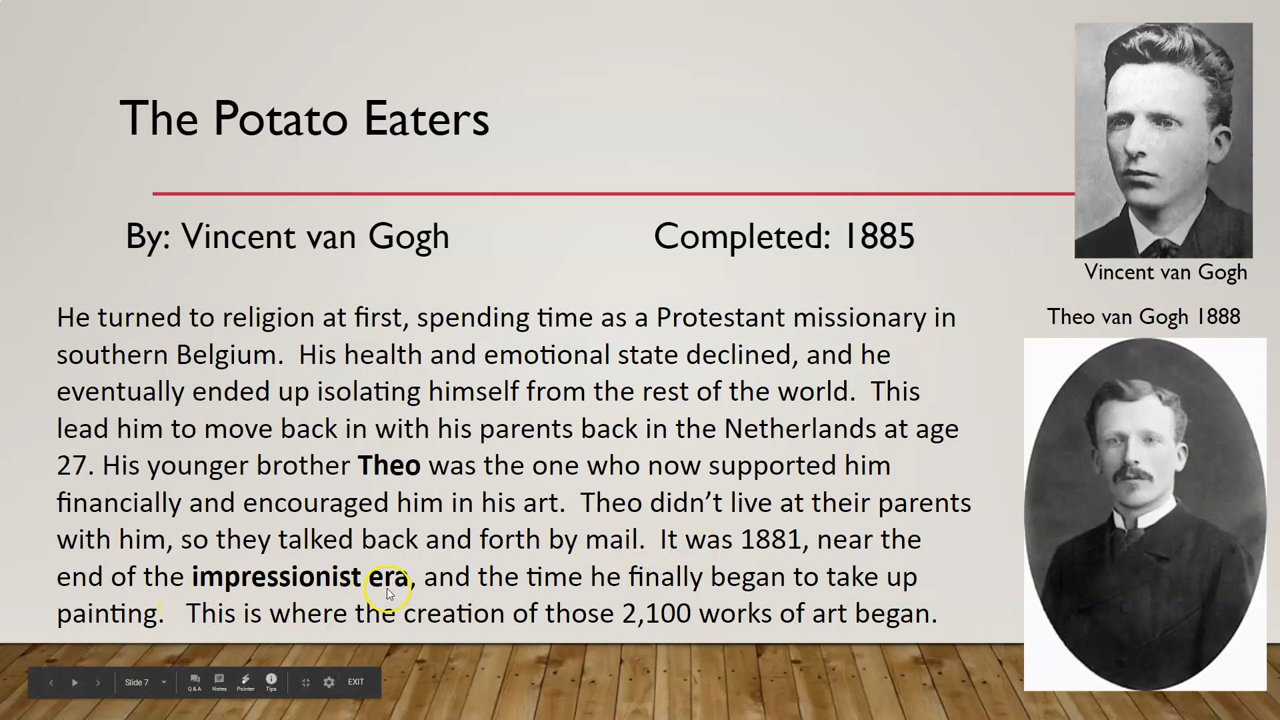 The Potato Eaters
By: Vincent van Gogh
Completed: 1885
Vincent van Gogh
Theo van Gogh 1888
He turned to religion at first, spending time as a Protestant missionary in
southern Belgium.  His health and emotional state declined, and he
eventually ended up isolating himself from the rest of the world.  This
lead him to move back in with his parents back in the Netherlands at age
27. His younger brother Theo was the one who now supported him
financially and encouraged him in his art.  Theo didn't live at their parents
with him, so they talked back and forth by mail.  It was 1881, near the
end of the impressionist era, and the time he finally began to take up
painting.   This is where the creation of those 2,100 works of art began.
Slide 7
Q&A
Notes
Pointer
Tips
EXIT